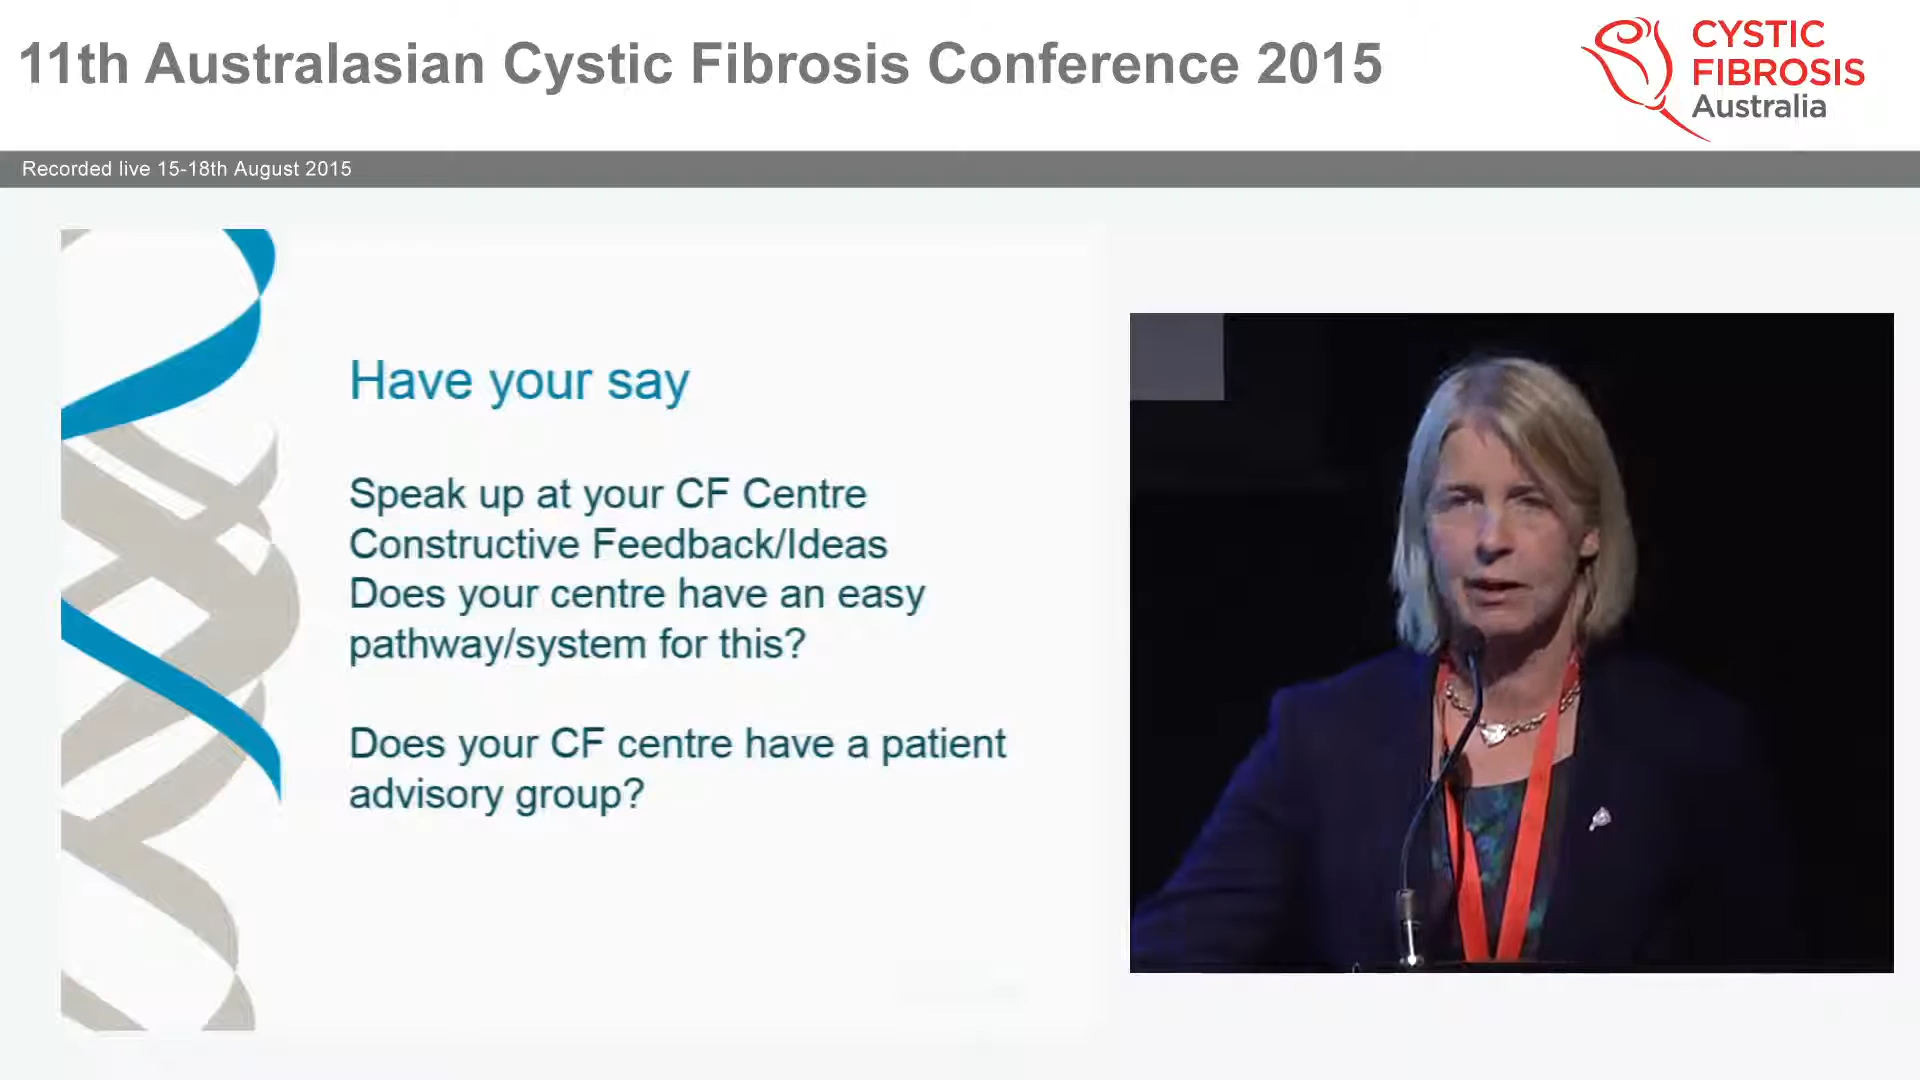 11th Australasian Cystic Fibrosis Conference 2015
CYSTIC
FIBROSIS
Australia
Recorded live 15-18th August 2015
Have your say
Speak up at your CF Centre
Constructive Feedback/Ideas
Does your centre have an easy
pathway/system for this?
Does your CF centre have a patient
advisory group?